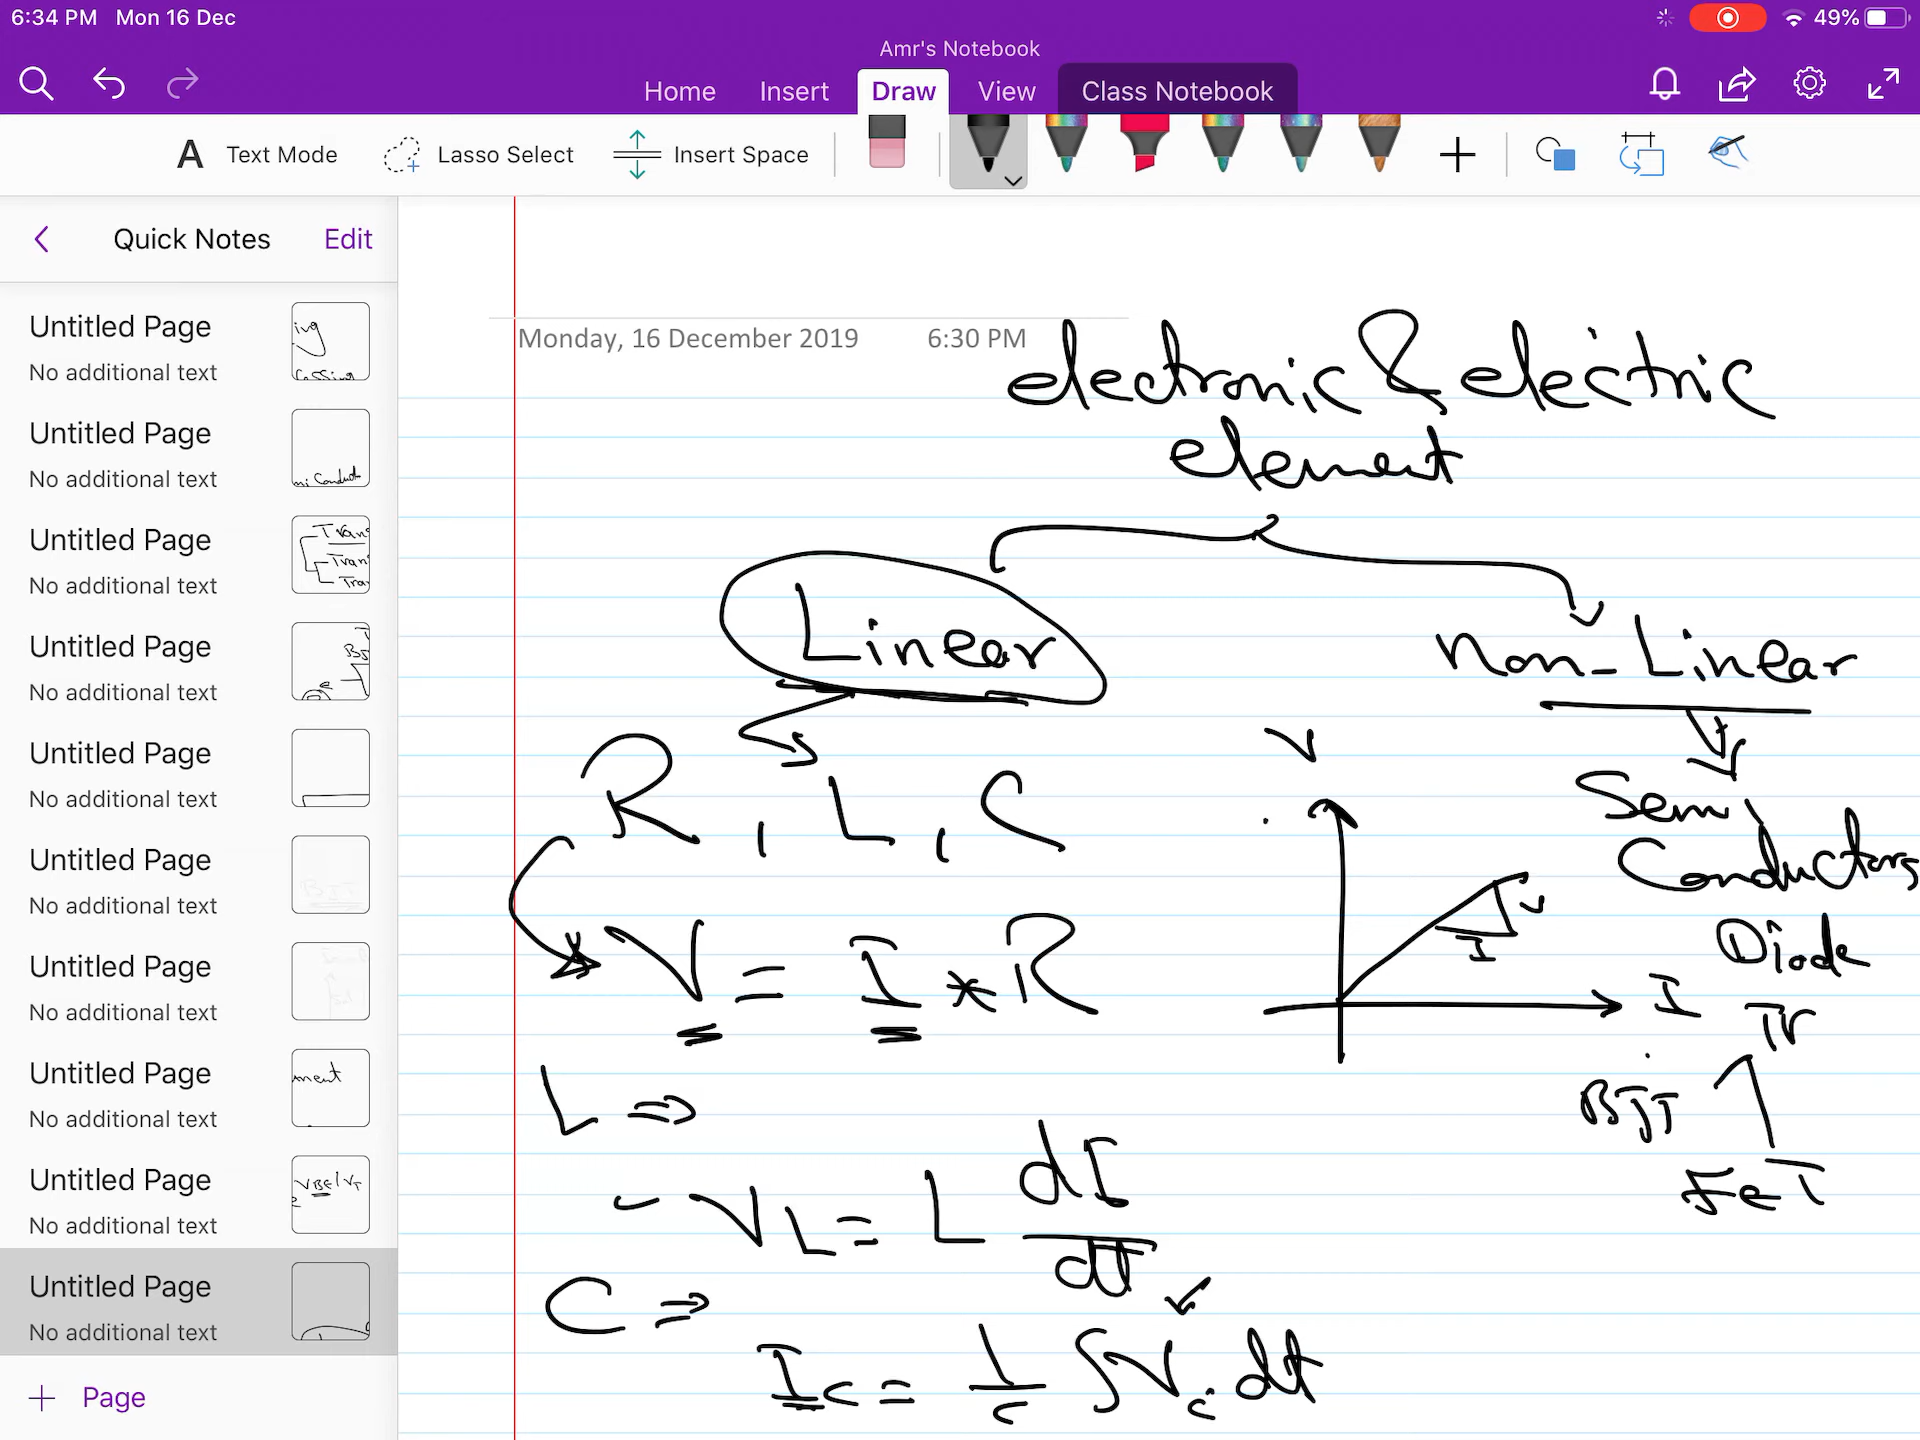 6:34 PM Mon 16 Dec
49%
Amr's Notebook
Home Insert Draw View Class Notebook
A Text Mode Lasso Select Insert Space
Quick Notes Edit
Untitled Page
No additional text
Untitled Page
No additional text
Untitled Page
No additional text
Untitled Page
No additional text
Untitled Page
No additional text
Untitled Page
No additional text
Untitled Page
No additional text
Untitled Page
No additional text
Untitled Page
No additional text
Untitled Page
No additional text
+ Page
Monday, 16 December 2019 6:30 PM
electronic & electric
element
Linear
non-Linear
R, L, C
V = I * R
L ⇒
- VL = L dI/dt
C ⇒
Ic = 1/c ∫Vc dt
V
V
I
I
Semi
Conductors
Diode
Tr
BJT
FeT